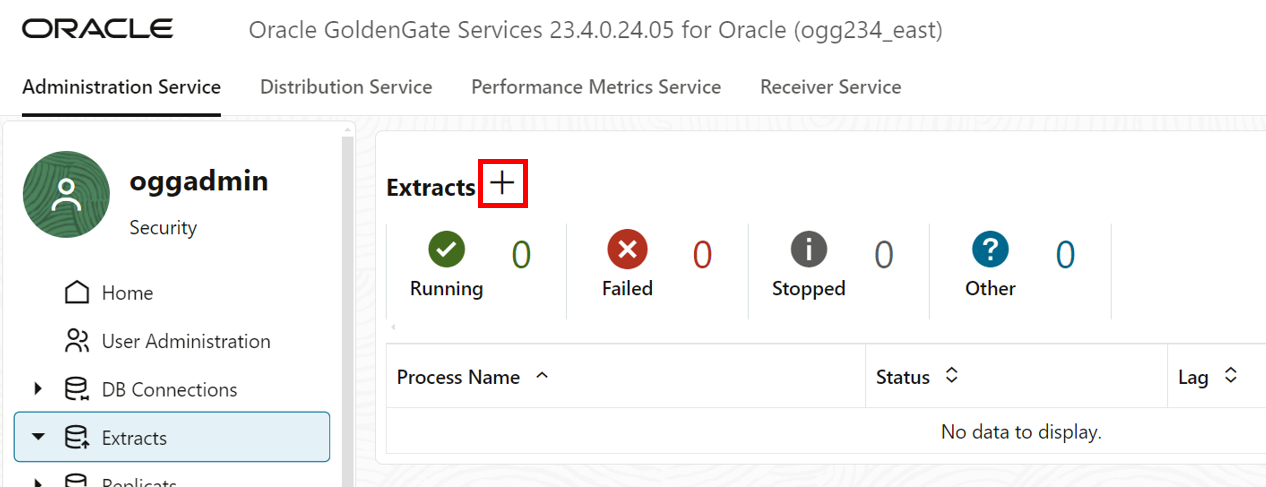 ORACLE Oracle GoldenGate Services 23.4.0.24.05 for Oracle (ogg234_east)
Administration Service Distribution Service Performance Metrics Service Receiver Service
oggadmin
Security
Home
User Administration
DB Connections
Extracts
Replicats
Extracts
0 0 0 0
Running Failed Stopped Other
Process Name Status Lag
No data to display.